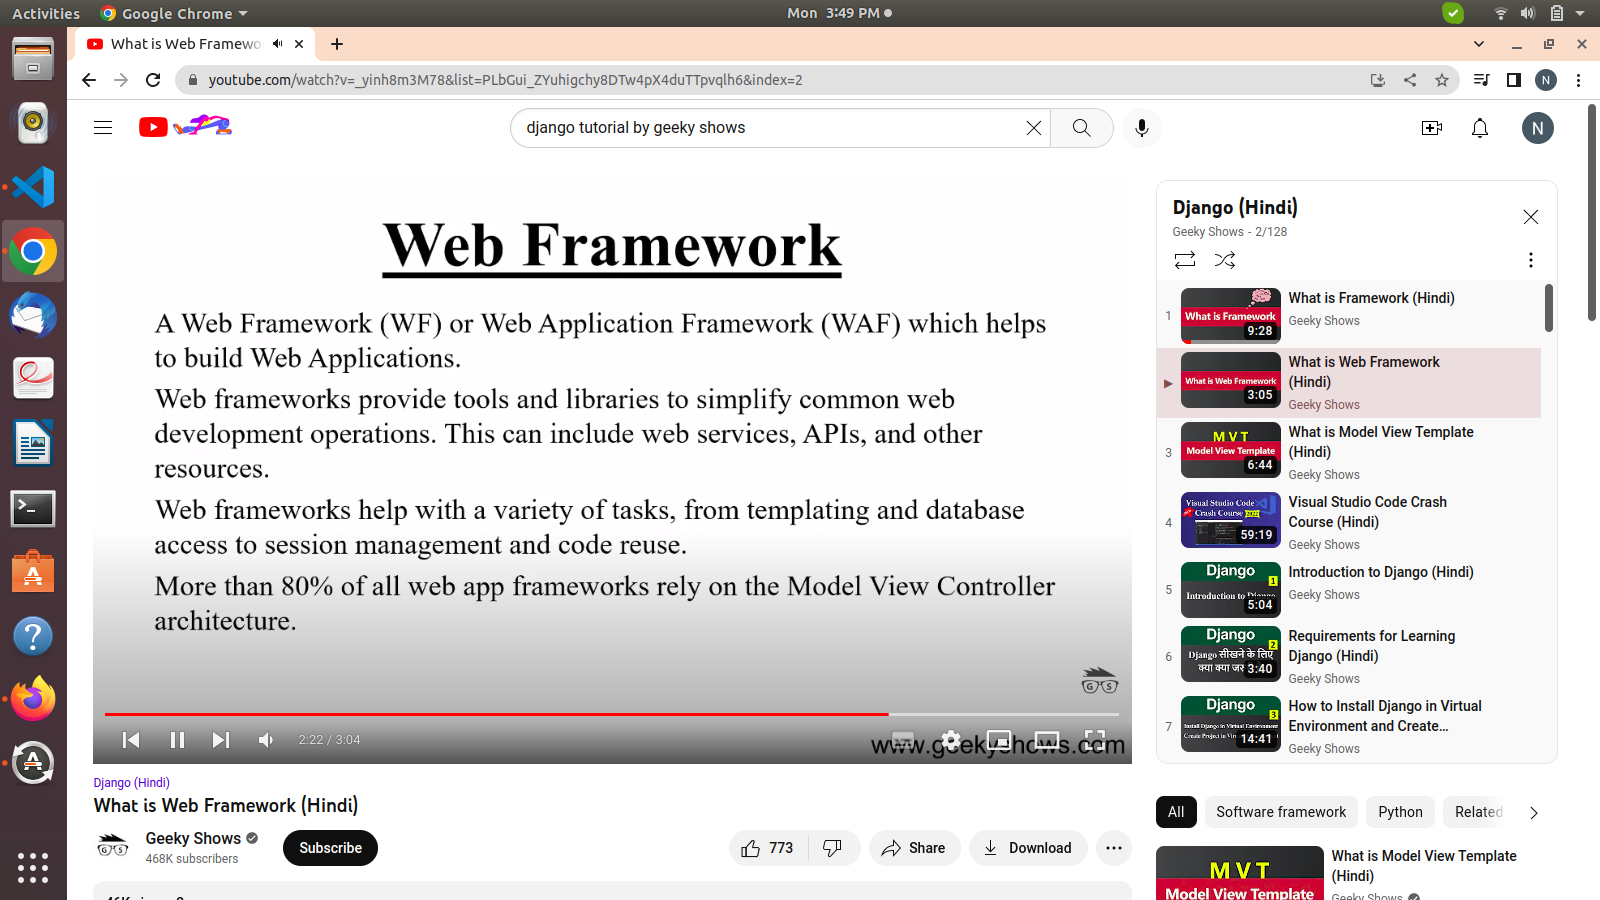 Activities
Google Chrome
Mon 3:49 PM
What is Web Framewor
youtube.com/watch?v=_yinh8m3M78&list=PLbGui_ZYuhigchy8DTw4pX4duTTpvqlh6&index=2
N
django tutorial by geeky shows
N
Web Framework
A Web Framework (WF) or Web Application Framework (WAF) which helps
to build Web Applications.
Web frameworks provide tools and libraries to simplify common web
development operations. This can include web services, APIs, and other
resources.
Web frameworks help with a variety of tasks, from templating and database
access to session management and code reuse.
More than 80% of all web app frameworks rely on the Model View Controller
architecture.
G S
2:22 / 3:04
www.geekyshows.com
Django (Hindi)
What is Web Framework (Hindi)
Geeky Shows
468K subscribers
Subscribe
773
Share
Download
Django (Hindi)
Geeky Shows - 2/128
1
What is Framework
9:28
What is Framework (Hindi)
Geeky Shows
What is Web Framework
3:05
What is Web Framework
(Hindi)
Geeky Shows
3
MVT
Model View Template
6:44
What is Model View Template
(Hindi)
Geeky Shows
4
Visual Studio Code
Crash Course
59:19
Visual Studio Code Crash
Course (Hindi)
Geeky Shows
5
Django
1
Introduction to Django
5:04
Introduction to Django (Hindi)
Geeky Shows
6
Django
2
Django सीखने के लिए
क्या क्या
3:40
Requirements for Learning
Django (Hindi)
Geeky Shows
7
Django
3
Install Django in Virtual Environment
14:41
How to Install Django in Virtual
Environment and Create...
Geeky Shows
All
Software framework
Python
Related
MVT
Model View Template
What is Model View Template
(Hindi)
Geeky Shows